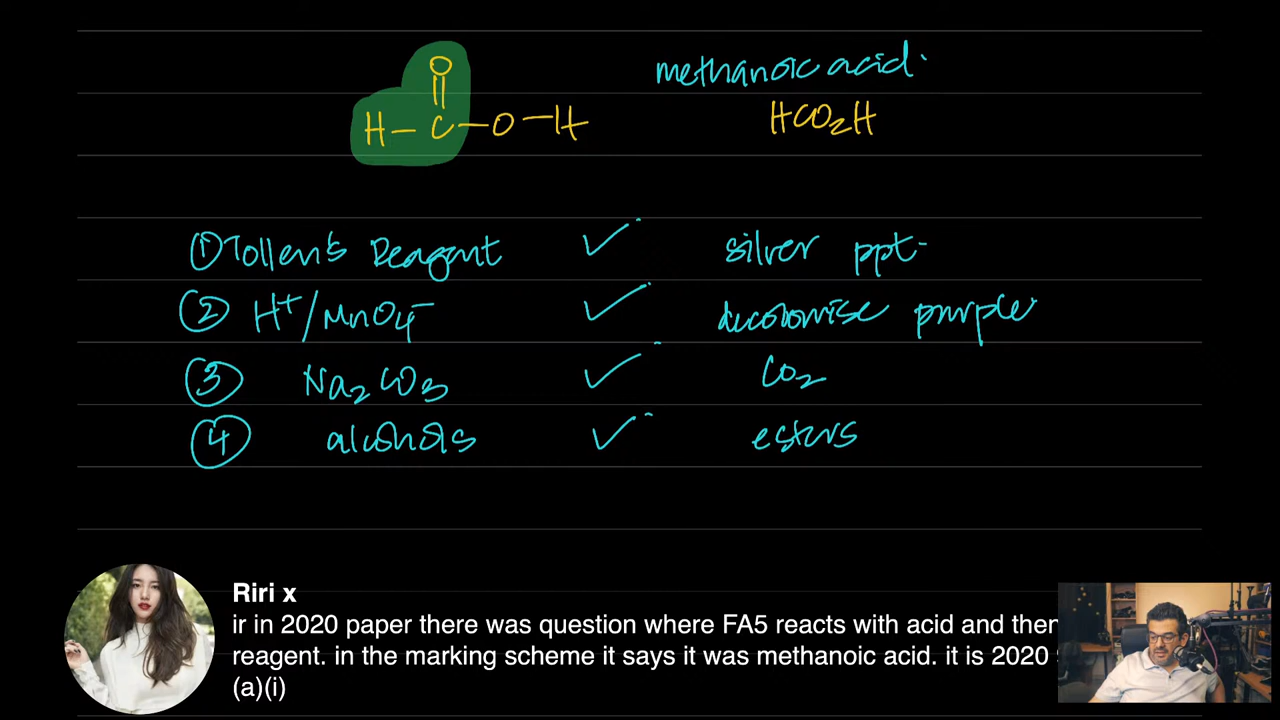 O methanoic acid
H – C – O – H HCO₂H
① Tollen's Reagent ✓ silver ppt
② H⁺/MnO₄⁻ ✓ decolourise purple
③ Na₂CO₃ ✓ CO₂
④ alcohols ✓ esters
Riri x
ir in 2020 paper there was question where FA5 reacts with acid and then
reagent. in the marking scheme it says it was methanoic acid. it is 2020
(a)(i)